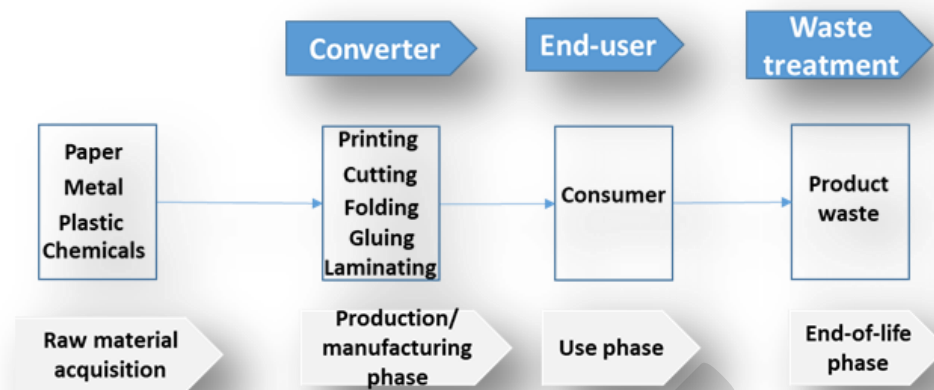 Converter
End-user
Waste
treatment
Paper
Metal
Plastic
Chemicals
Printing
Cutting
Folding
Gluing
Laminating
Consumer
Product
waste
Raw material
acquisition
Production/
manufacturing
phase
Use phase
End-of-life
phase